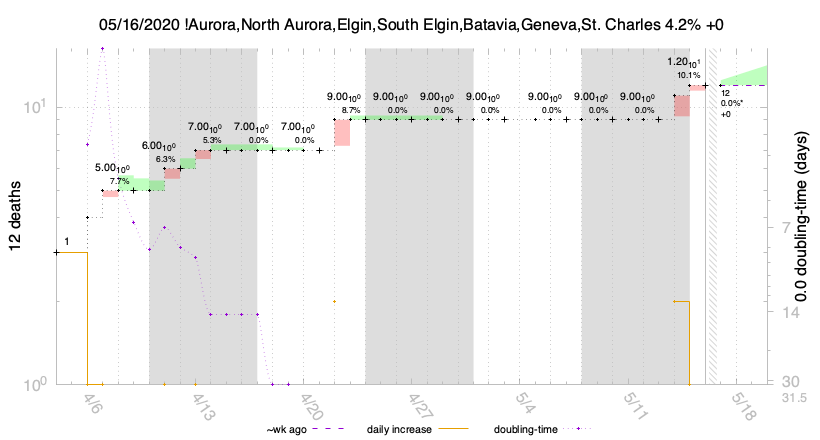 05/16/2020 !Aurora,North Aurora,Elgin,South Elgin,Batavia,Geneva,St. Charles 4.2% +0
1.20₁₀¹
10.1%
9.00₁₀⁰ 9.00₁₀⁰ 9.00₁₀⁰ 9.00₁₀⁰ 9.00₁₀⁰ 9.00₁₀⁰ 9.00₁₀⁰
8.7% 0.0% 0.0% 0.0% 0.0% 0.0% 0.0%
12
0.0%*
+0
10¹
7.00₁₀⁰ 7.00₁₀⁰ 7.00₁₀⁰
5.3% 0.0% 0.0%
6.00₁₀⁰
6.3%
5.00₁₀⁰
7.7%
1
12 deaths
0.0 doubling-time (days)
7
14
30
31.5
10⁰
4/6 4/13 4/20 4/27 5/4 5/11 5/18
~wk ago daily increase doubling-time